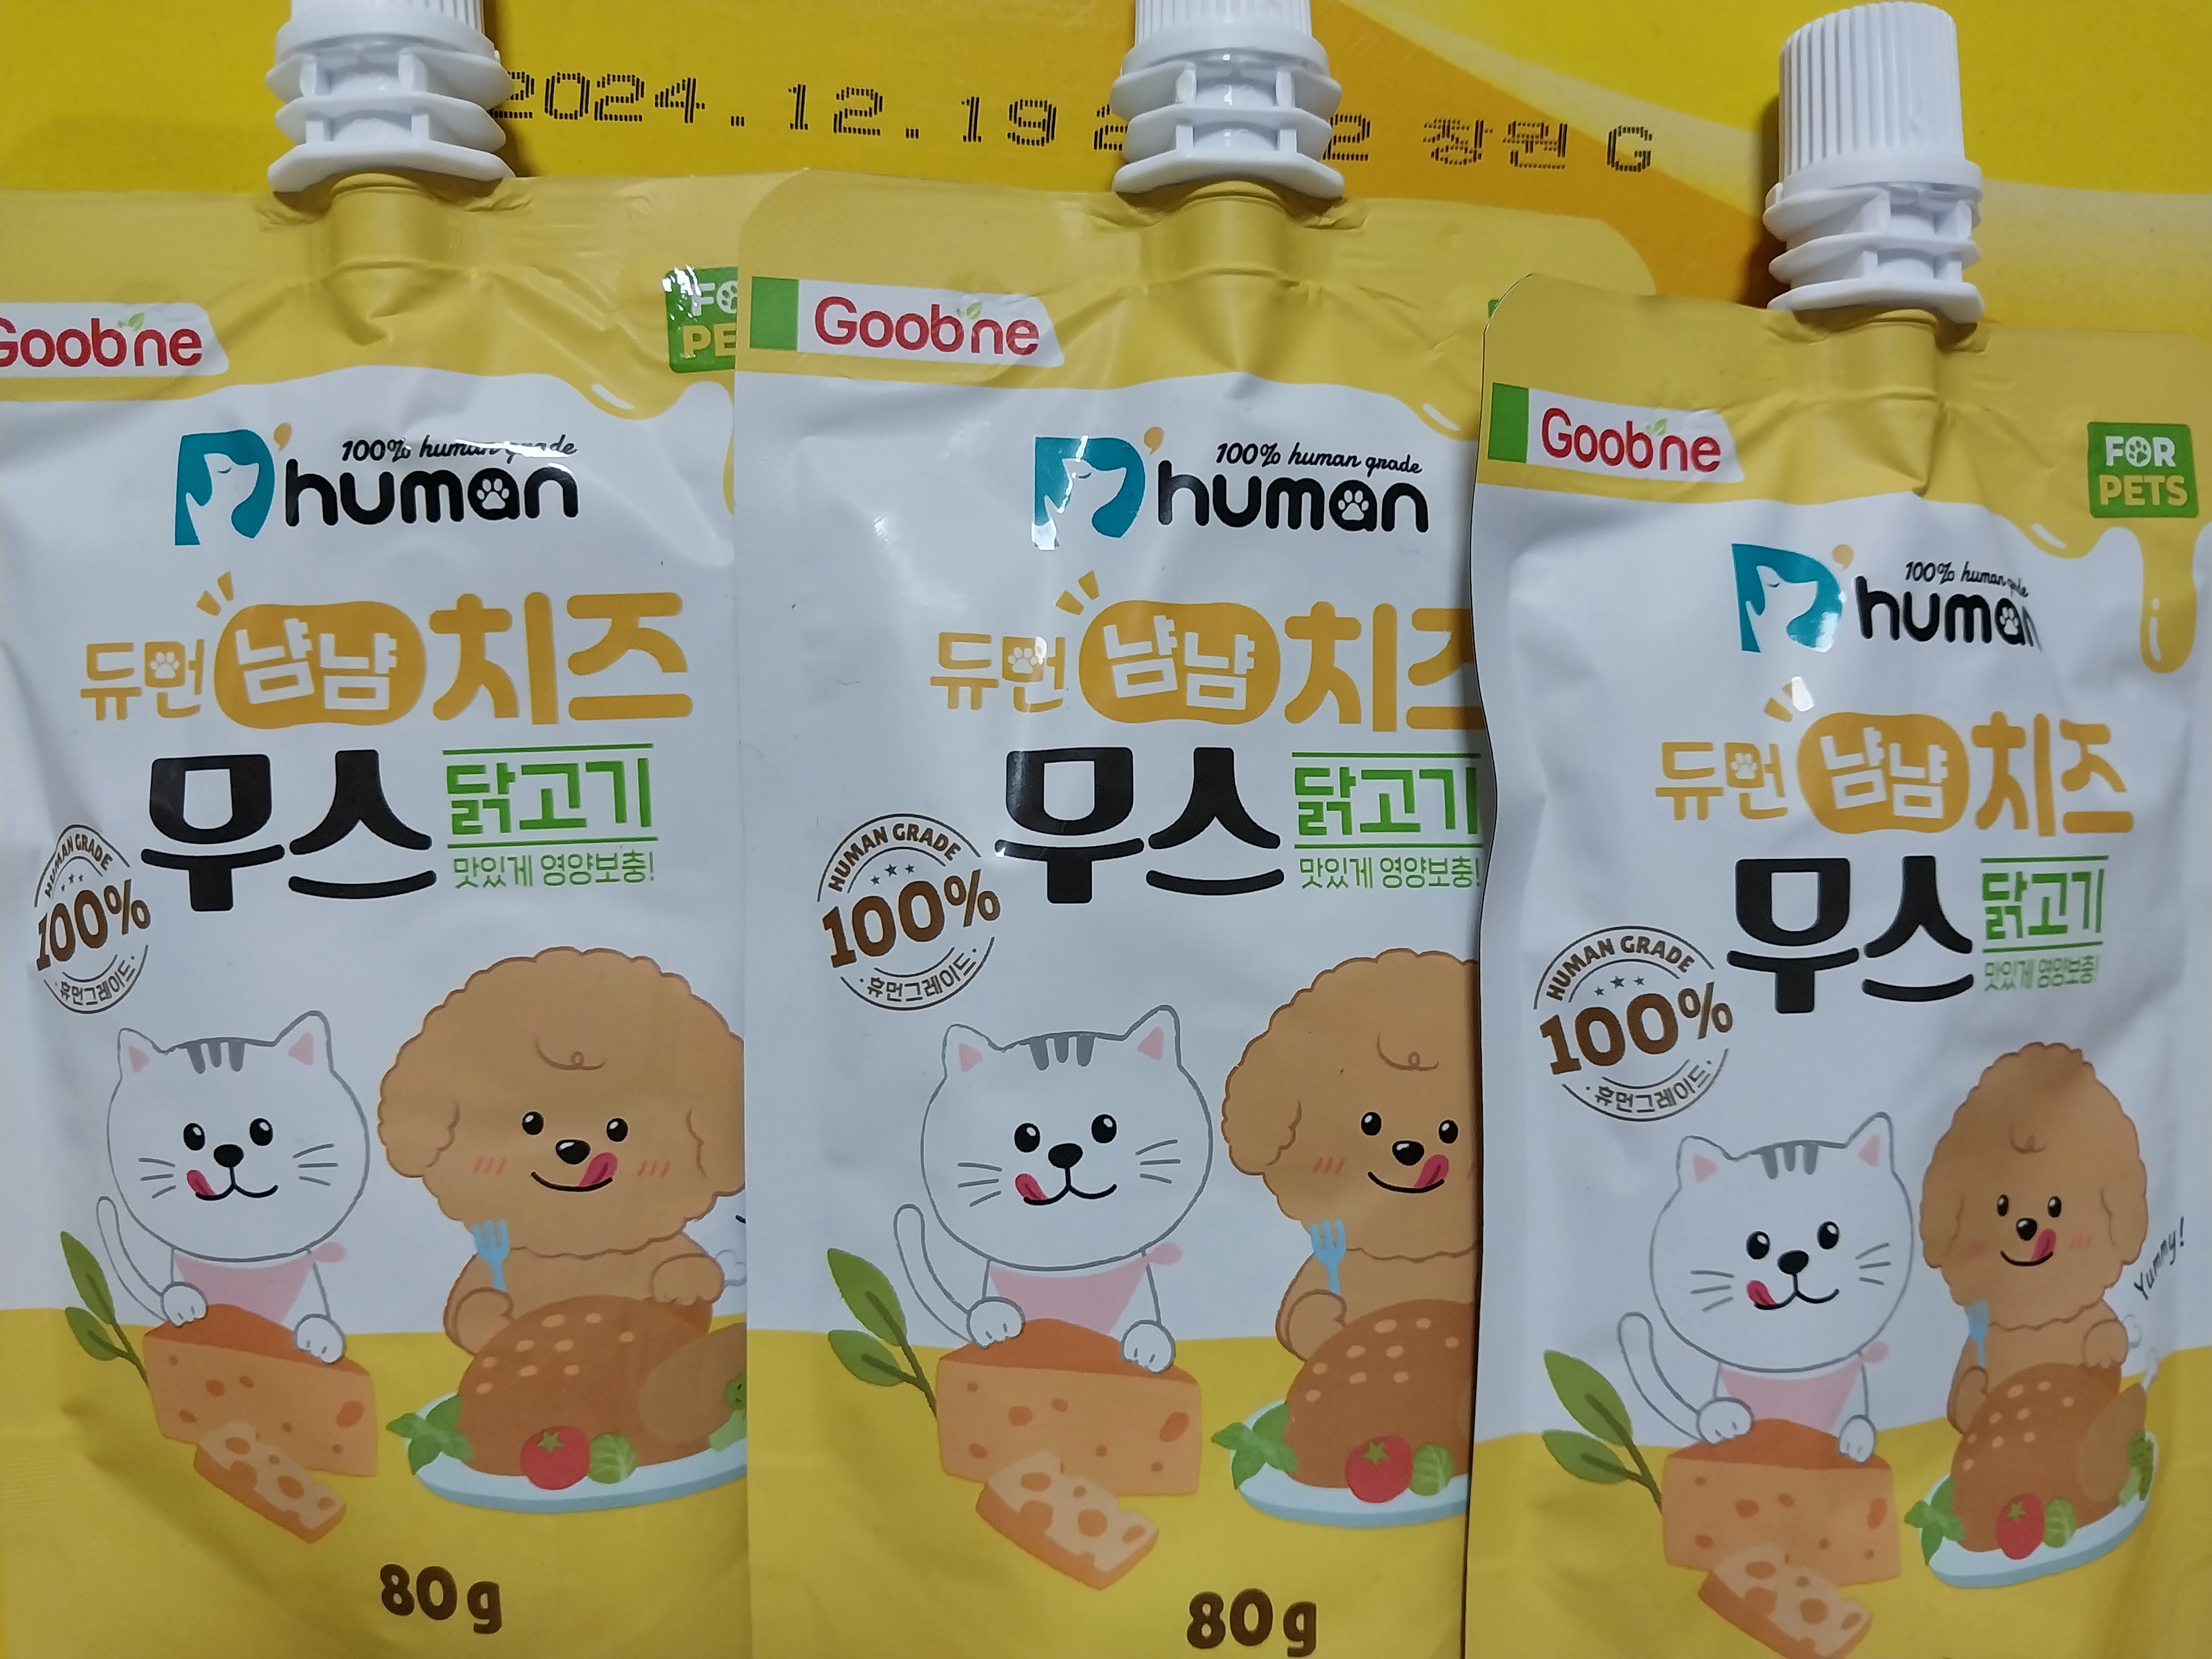 2024.12.19
2 창원 G
Goobne
FOR
PE
100% human grade
D'human
듀먼 냠냠 치즈
무스 닭고기
맛있게 영양보충!
HUMAN GRADE
100%
휴먼그레이드
80g
Goobne
100% human grade
D'human
듀먼 냠냠 치즈
무스 닭고기
맛있게 영양보충!
HUMAN GRADE
100%
휴먼그레이드
80g
Goobne
FOR
PETS
100% human grade
D'human
듀먼 냠냠 치즈
무스 닭고기
맛있게 영양보충!
HUMAN GRADE
100%
휴먼그레이드
Yummy!